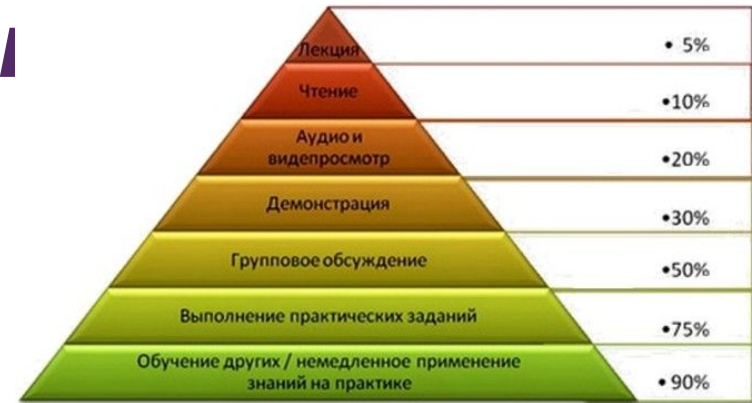 Лекция • 5%
Чтение •10%
Аудио и
видепросмотр •20%
Демонстрация •30%
Групповое обсуждение •50%
Выполнение практических заданий •75%
Обучение других / немедленное применение
знаний на практике • 90%